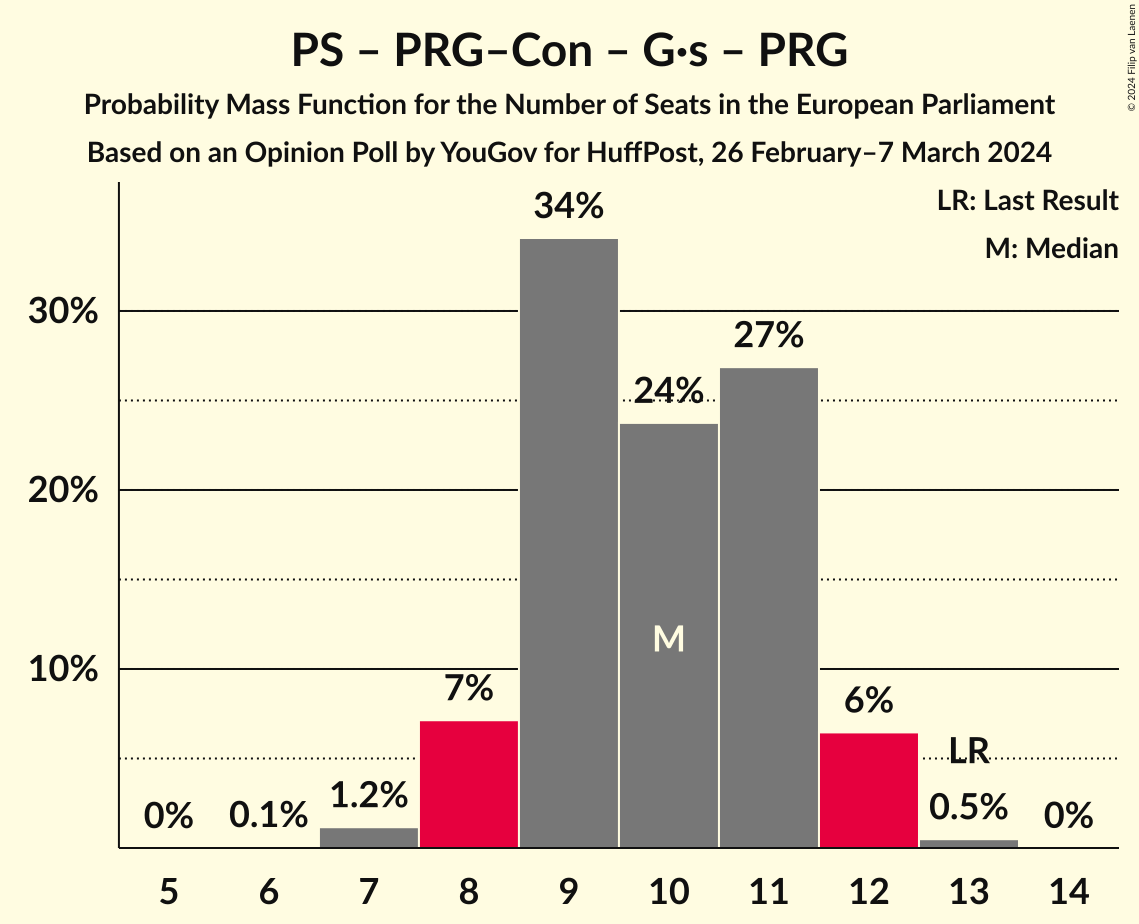 PS – PRG–Con – G•s – PRG
Probability Mass Function for the Number of Seats in the European Parliament
Based on an Opinion Poll by YouGov for HuffPost, 26 February–7 March 2024
© 2024 Filip van Laenen
LR: Last Result
M: Median
34%
30%
27%
24%
20%
M
10%
7%
6%
LR
0% 0.1% 1.2% 0.5% 0%
5 6 7 8 9 10 11 12 13 14